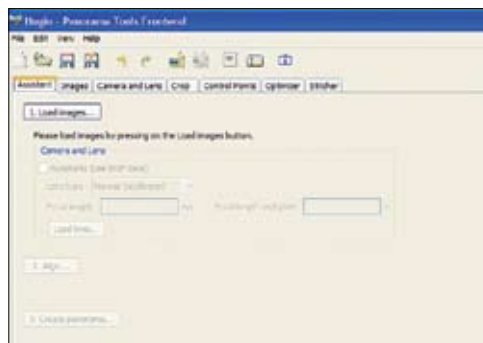 Hugin - Panorama Tools Frontend
File Edit View Help
Assistant Images Camera and Lens Crop Control Points Optimizer Stitcher
1. Load images...
Please load images by pressing on the Load images button.
Camera and Lens
Load lens...
2. Align...
3. Create panorama...